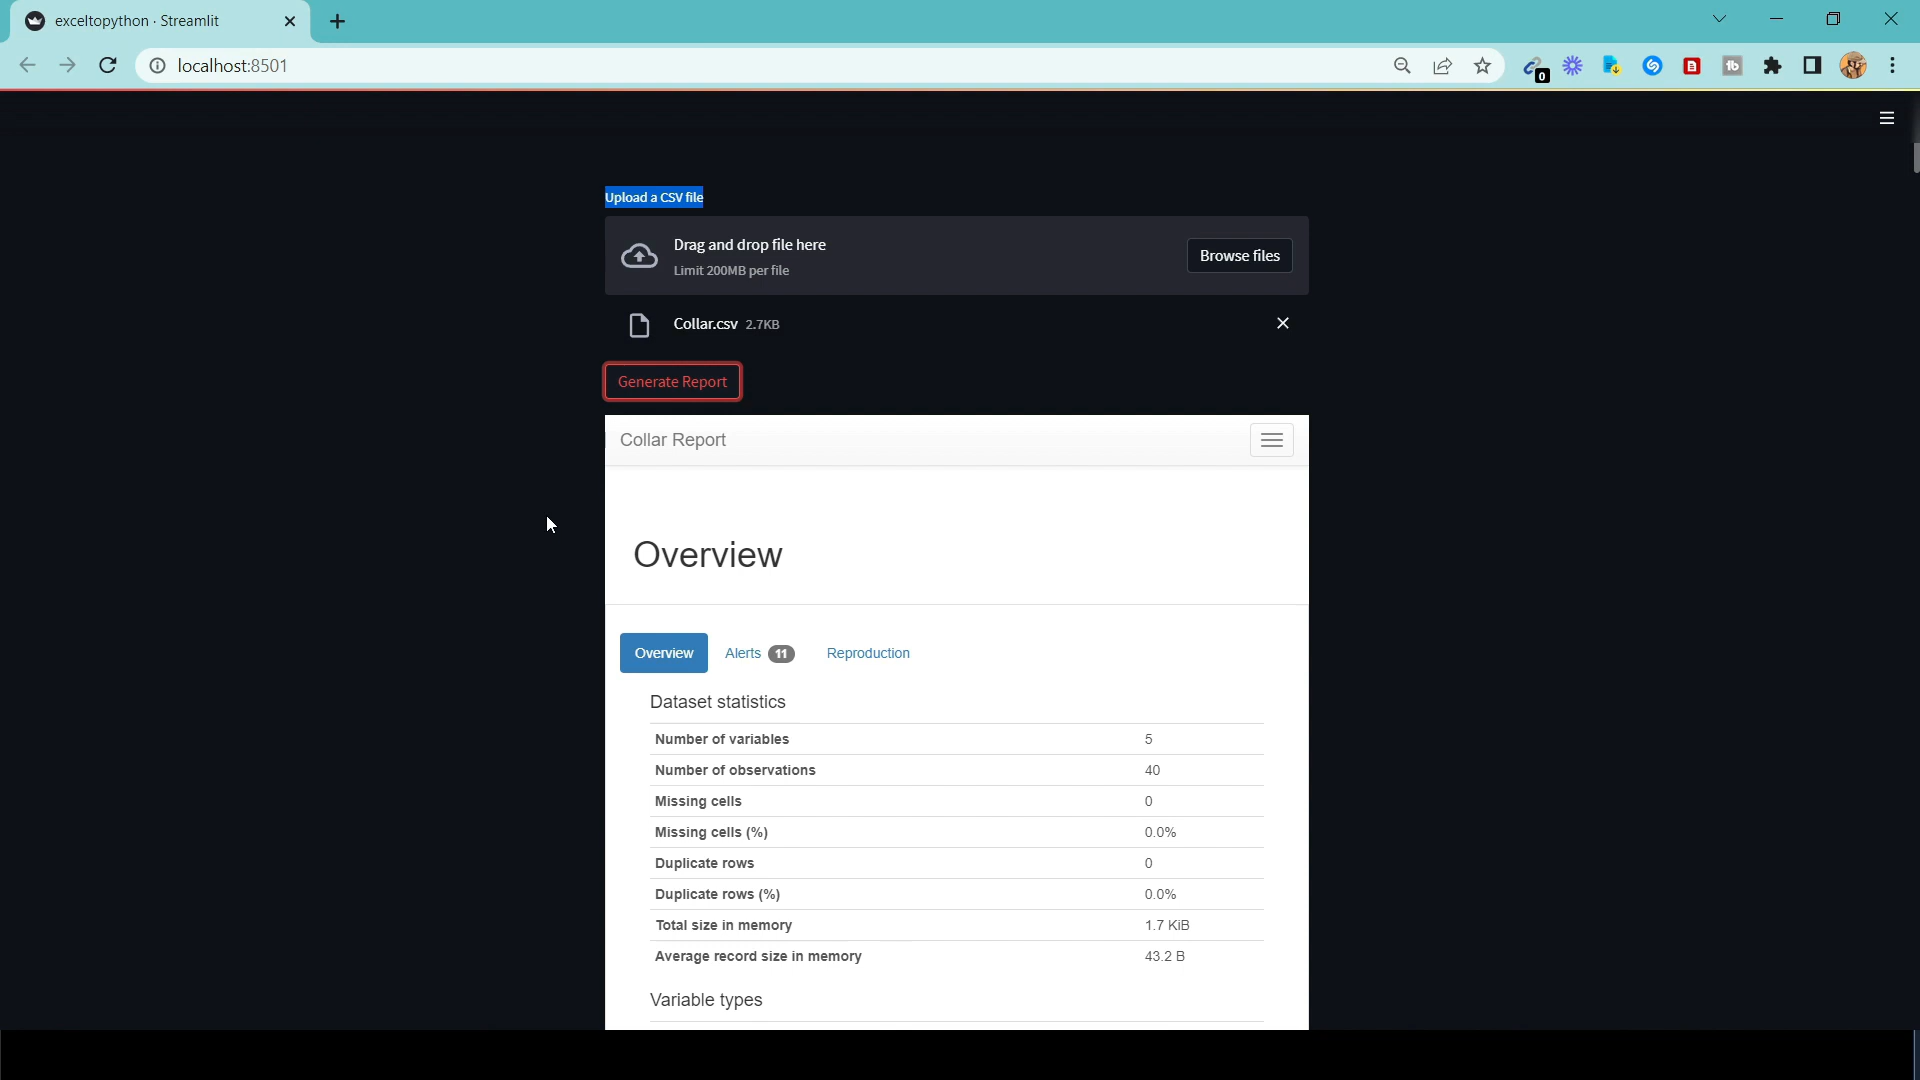 exceltopython · Streamlit
localhost:8501
0
Upload a CSV file
Drag and drop file here
Limit 200MB per file
Browse files
Collar.csv 2.7KB
Generate Report
Collar Report
Overview
Overview Alerts 11 Reproduction
Dataset statistics
Number of variables 5
Number of observations 40
Missing cells 0
Missing cells (%) 0.0%
Duplicate rows 0
Duplicate rows (%) 0.0%
Total size in memory 1.7 KiB
Average record size in memory 43.2 B
Variable types